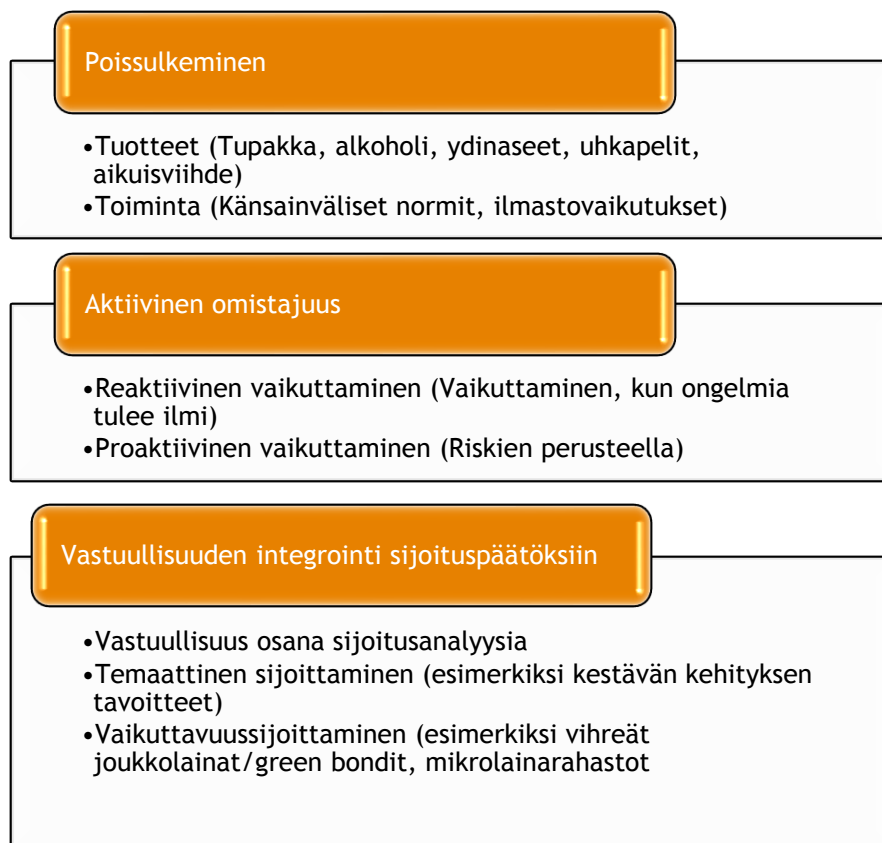 Poissulkeminen
•Tuotteet (Tupakka, alkoholi, ydinaseet, uhkapelit,
aikuisviihde)
•Toiminta (Känsainväliset normit, ilmastovaikutukset)
Aktiivinen omistajuus
•Reaktiivinen vaikuttaminen (Vaikuttaminen, kun ongelmia
tulee ilmi)
•Proaktiivinen vaikuttaminen (Riskien perusteella)
Vastuullisuuden integrointi sijoituspäätöksiin
•Vastuullisuus osana sijoitusanalyysia
•Temaattinen sijoittaminen (esimerkiksi kestävän kehityksen
tavoitteet)
•Vaikuttavuussijoittaminen (esimerkiksi vihreät
joukkolainat/green bondit, mikrolainarahastot